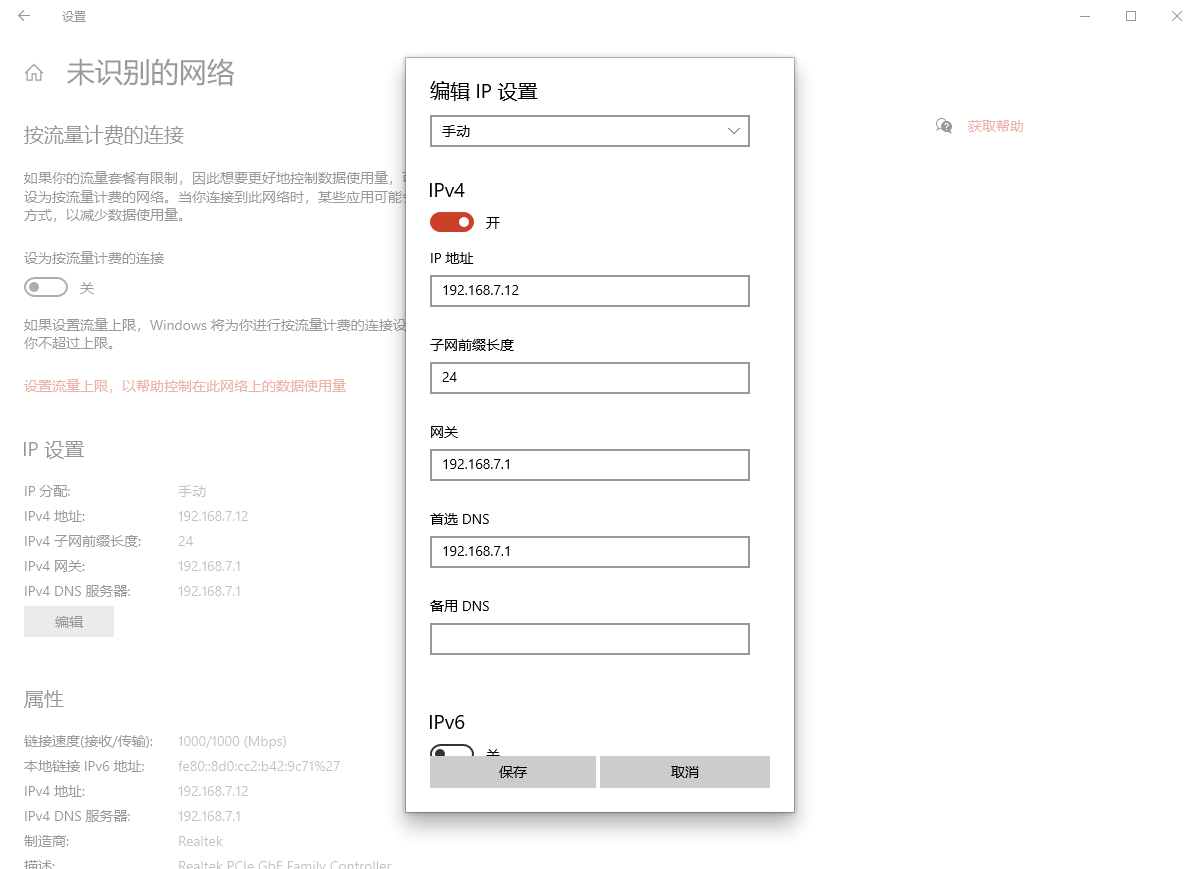 设置
未识别的网络
按流量计费的连接
如果你的流量套餐有限制，因此想要更好地控制数据使用量，
设为按流量计费的网络。当你连接到此网络时，某些应用可能
方式，以减少数据使用量。
设为按流量计费的连接
关
如果设置流量上限，Windows 将为你进行按流量计费的连接设
你不超过上限。
设置流量上限，以帮助控制在此网络上的数据使用量
IP 设置
IP 分配: 手动
IPv4 地址: 192.168.7.12
IPv4 子网前缀长度: 24
IPv4 网关: 192.168.7.1
IPv4 DNS 服务器: 192.168.7.1
编辑
属性
链接速度(接收/传输): 1000/1000 (Mbps)
本地链接 IPv6 地址: fe80::8d0:cc2:b42:9c71%27
IPv4 地址: 192.168.7.12
IPv4 DNS 服务器: 192.168.7.1
制造商: Realtek
描述: Realtek PCIe GbE Family Controller
编辑 IP 设置
手动
IPv4
开
IP 地址
192.168.7.12
子网前缀长度
24
网关
192.168.7.1
首选 DNS
192.168.7.1
备用 DNS
IPv6
关
保存 取消
获取帮助